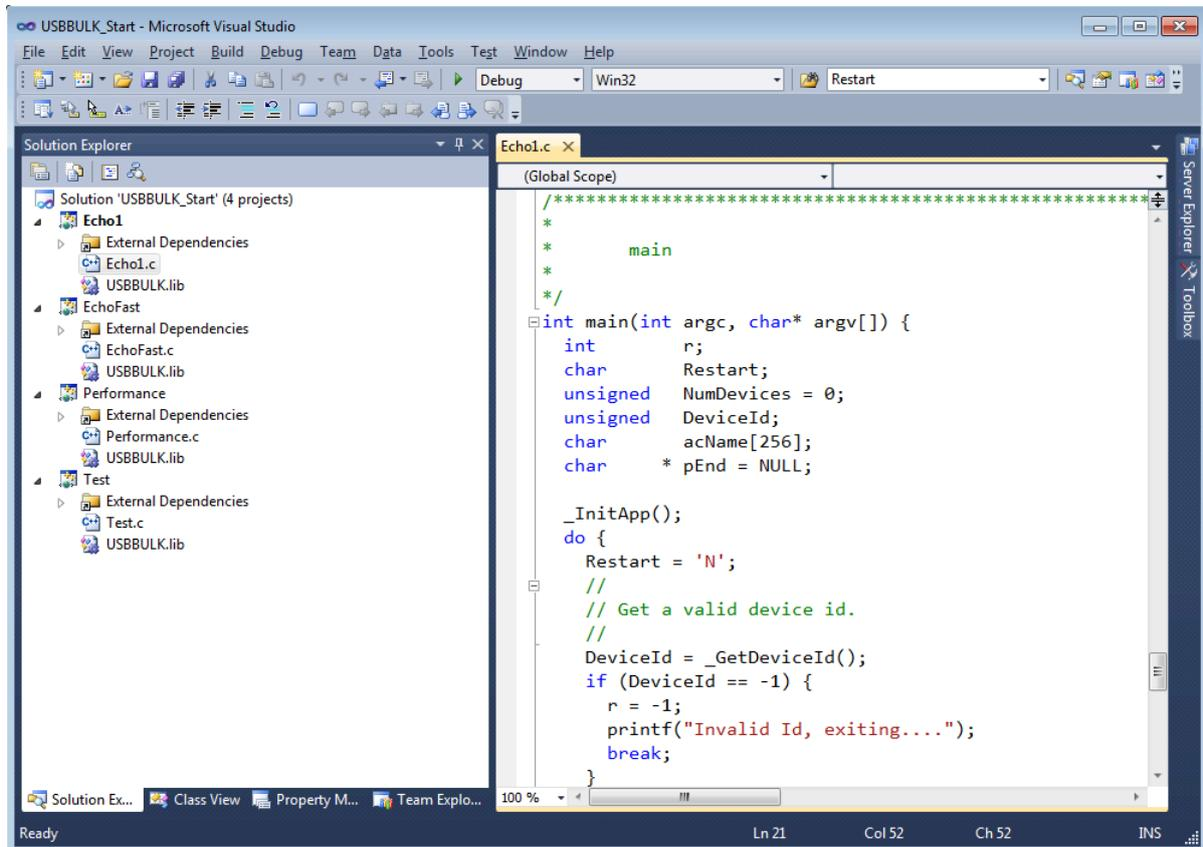 USBBULK_Start - Microsoft Visual Studio
File Edit View Project Build Debug Team Data Tools Test Window Help
Debug Win32 Restart
Solution Explorer
Solution 'USBBULK_Start' (4 projects)
Echo1
External Dependencies
Echo1.c
USBBULK.lib
EchoFast
External Dependencies
EchoFast.c
USBBULK.lib
Performance
External Dependencies
Performance.c
USBBULK.lib
Test
External Dependencies
Test.c
USBBULK.lib
Solution Ex... Class View Property M... Team Explo...
Echo1.c
(Global Scope)
/*******************************************************
*
*       main
*
*/
int main(int argc, char* argv[]) {
  int        r;
  char       Restart;
  unsigned   NumDevices = 0;
  unsigned   DeviceId;
  char       acName[256];
  char     * pEnd = NULL;
  _InitApp();
  do {
    Restart = 'N';
    //
    // Get a valid device id.
    //
    DeviceId = _GetDeviceId();
    if (DeviceId == -1) {
      r = -1;
      printf("Invalid Id, exiting....");
      break;
    }
100 %
Server Explorer
Toolbox
Ready Ln 21 Col 52 Ch 52 INS